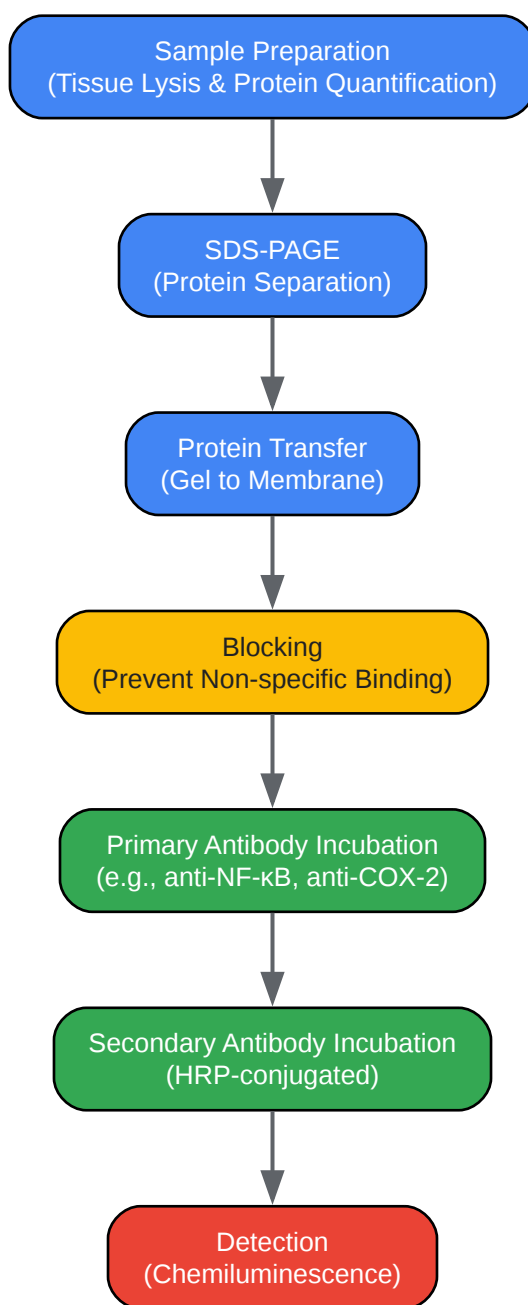 Sample Preparation
(Tissue Lysis & Protein Quantification)
SDS-PAGE
(Protein Separation)
Protein Transfer
(Gel to Membrane)
Blocking
(Prevent Non-specific Binding)
Primary Antibody Incubation
(e.g., anti-NF-κB, anti-COX-2)
Secondary Antibody Incubation
(HRP-conjugated)
Detection
(Chemiluminescence)